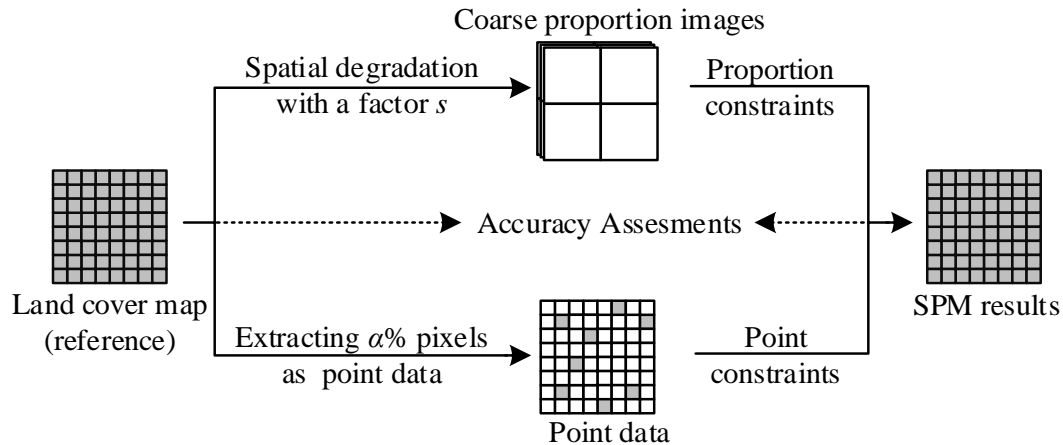 Coarse proportion images
Spatial degradation
with a factor s
Proportion
constraints
Accuracy Assesments
Land cover map
(reference)
SPM results
Extracting α% pixels
as point data
Point
constraints
Point data